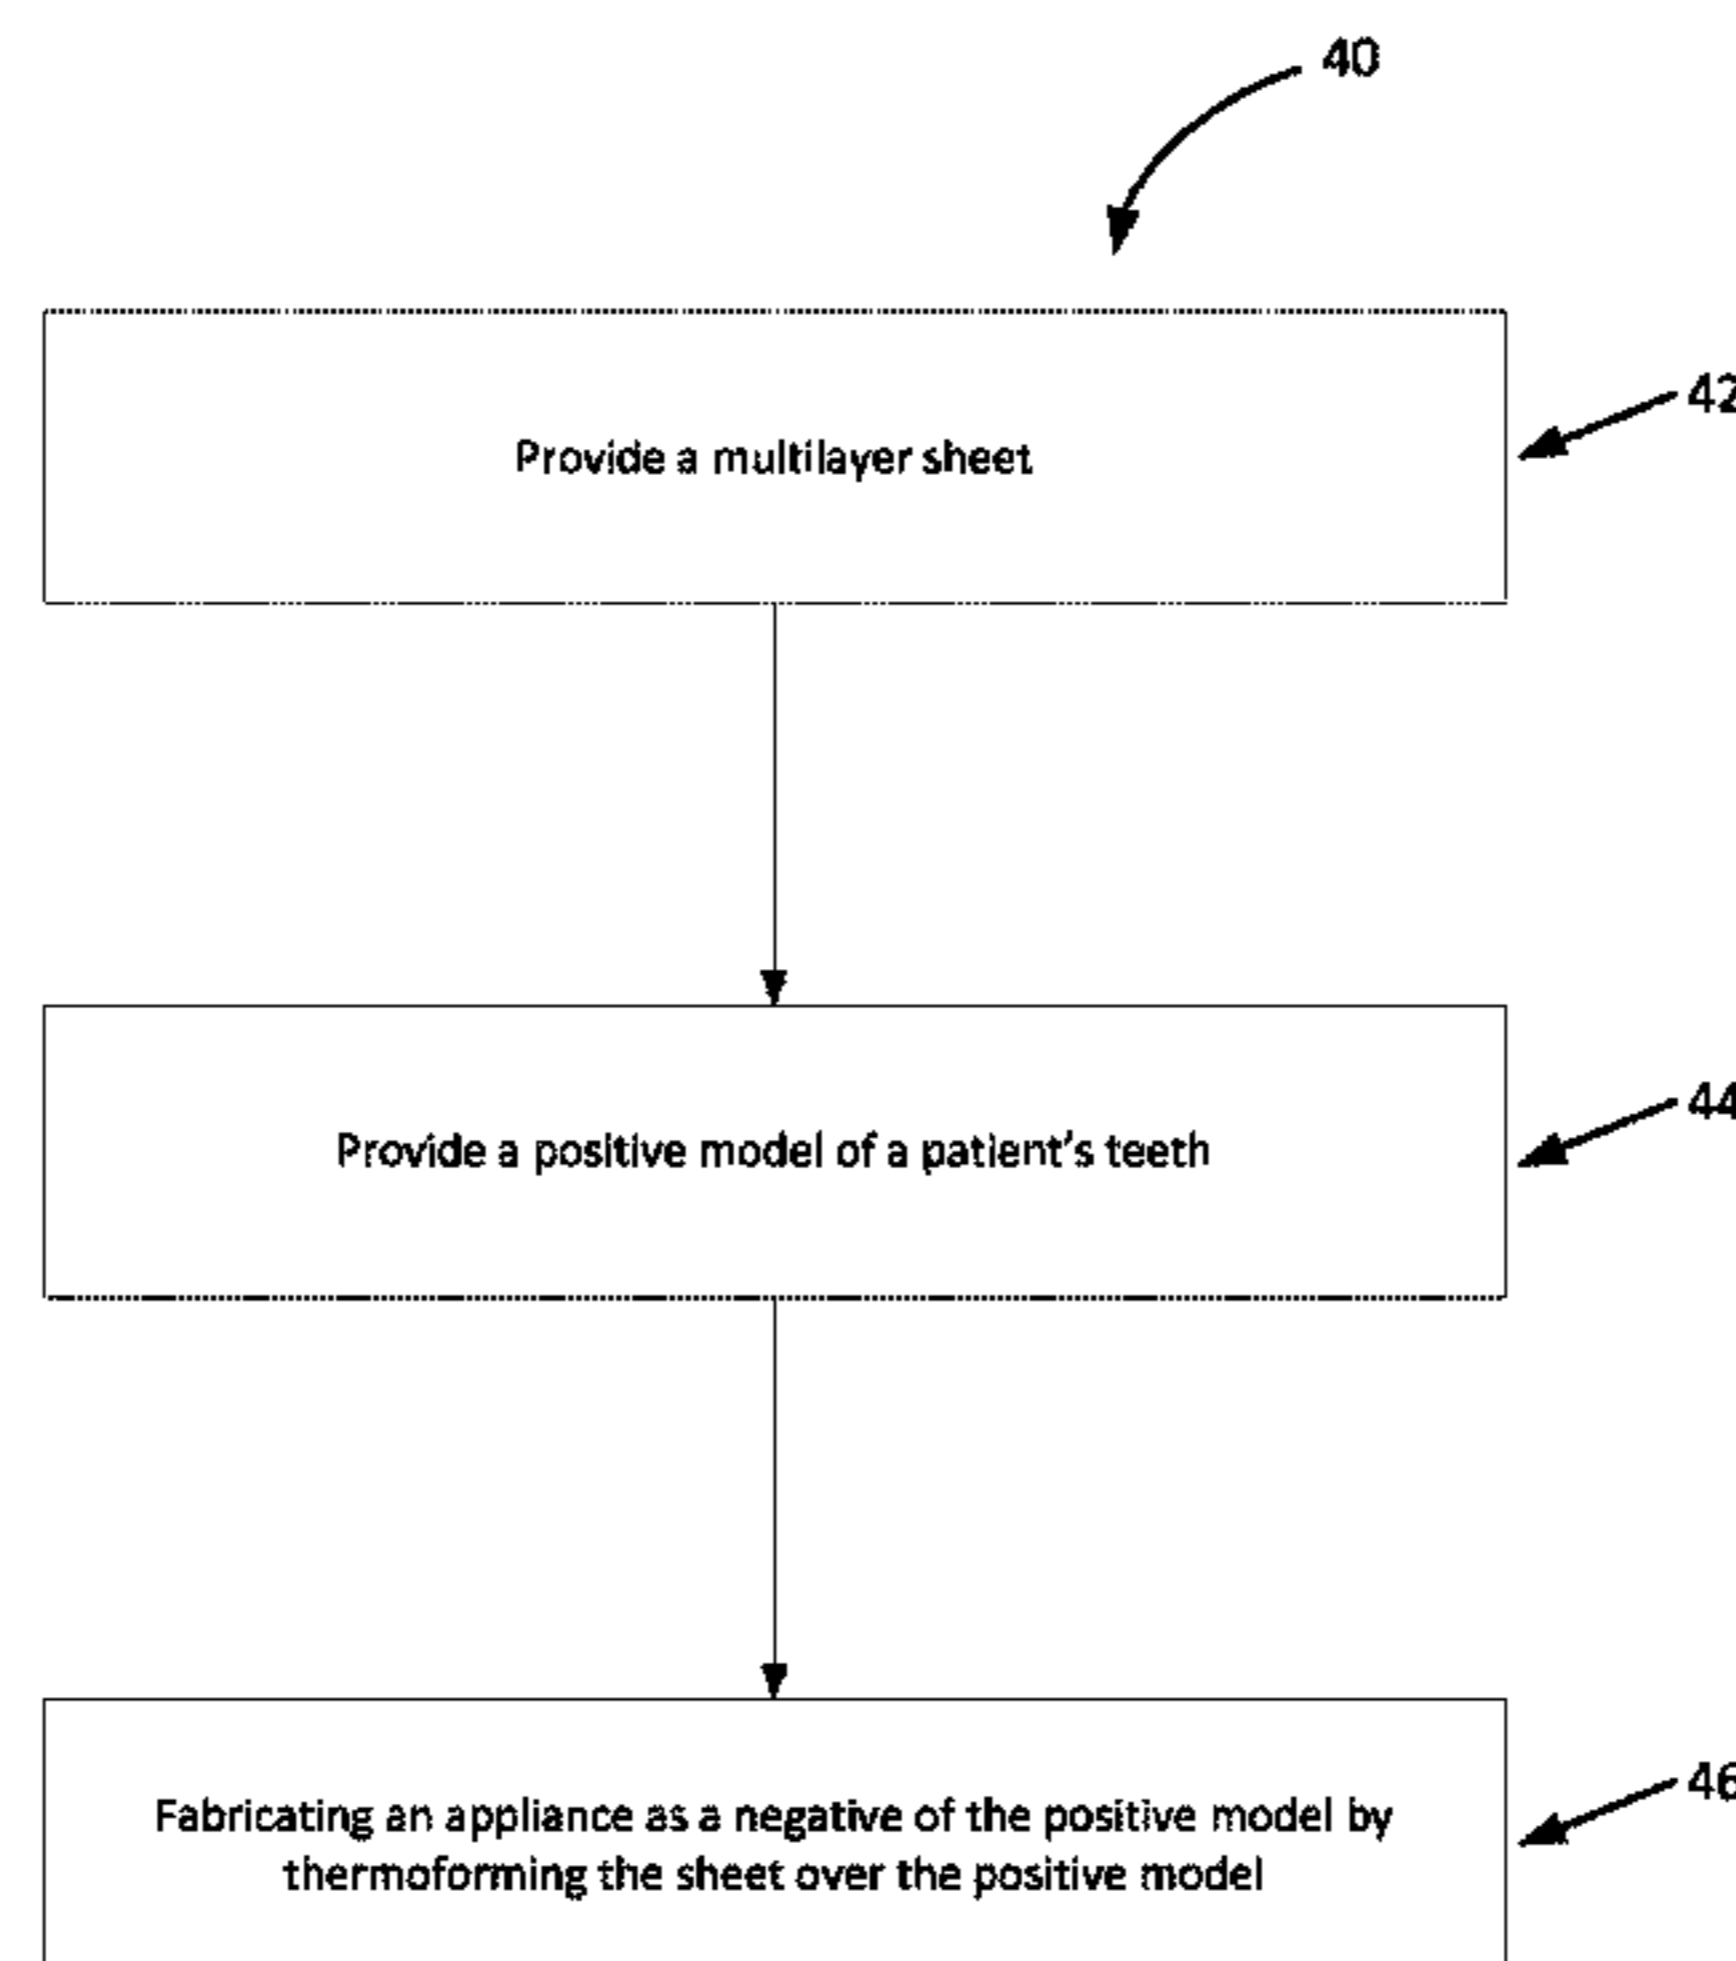 40
Provide a multilayer sheet
42
Provide a positive model of a patient's teeth
44
Fabricating an appliance as a negative of the positive model by
thermoforming the sheet over the positive model
46